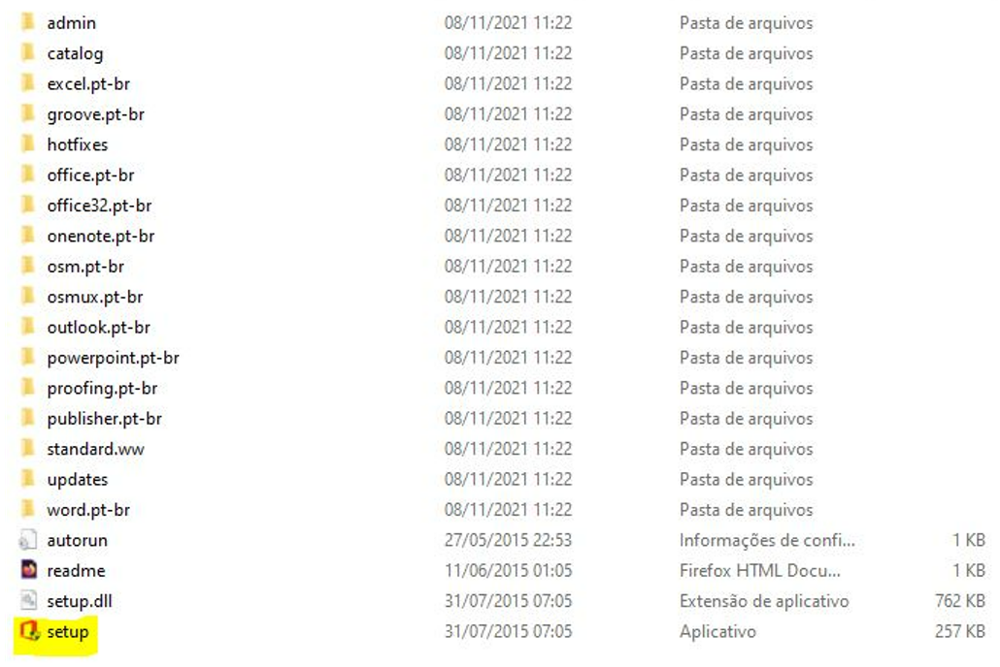 admin 08/11/2021 11:22 Pasta de arquivos
catalog 08/11/2021 11:22 Pasta de arquivos
excel.pt-br 08/11/2021 11:22 Pasta de arquivos
groove.pt-br 08/11/2021 11:22 Pasta de arquivos
hotfixes 08/11/2021 11:22 Pasta de arquivos
office.pt-br 08/11/2021 11:22 Pasta de arquivos
office32.pt-br 08/11/2021 11:22 Pasta de arquivos
onenote.pt-br 08/11/2021 11:22 Pasta de arquivos
osm.pt-br 08/11/2021 11:22 Pasta de arquivos
osmux.pt-br 08/11/2021 11:22 Pasta de arquivos
outlook.pt-br 08/11/2021 11:22 Pasta de arquivos
powerpoint.pt-br 08/11/2021 11:22 Pasta de arquivos
proofing.pt-br 08/11/2021 11:22 Pasta de arquivos
publisher.pt-br 08/11/2021 11:22 Pasta de arquivos
standard.ww 08/11/2021 11:22 Pasta de arquivos
updates 08/11/2021 11:22 Pasta de arquivos
word.pt-br 08/11/2021 11:22 Pasta de arquivos
autorun 27/05/2015 22:53 Informações de confi... 1 KB
readme 11/06/2015 01:05 Firefox HTML Docu... 1 KB
setup.dll 31/07/2015 07:05 Extensão de aplicativo 762 KB
setup 31/07/2015 07:05 Aplicativo 257 KB